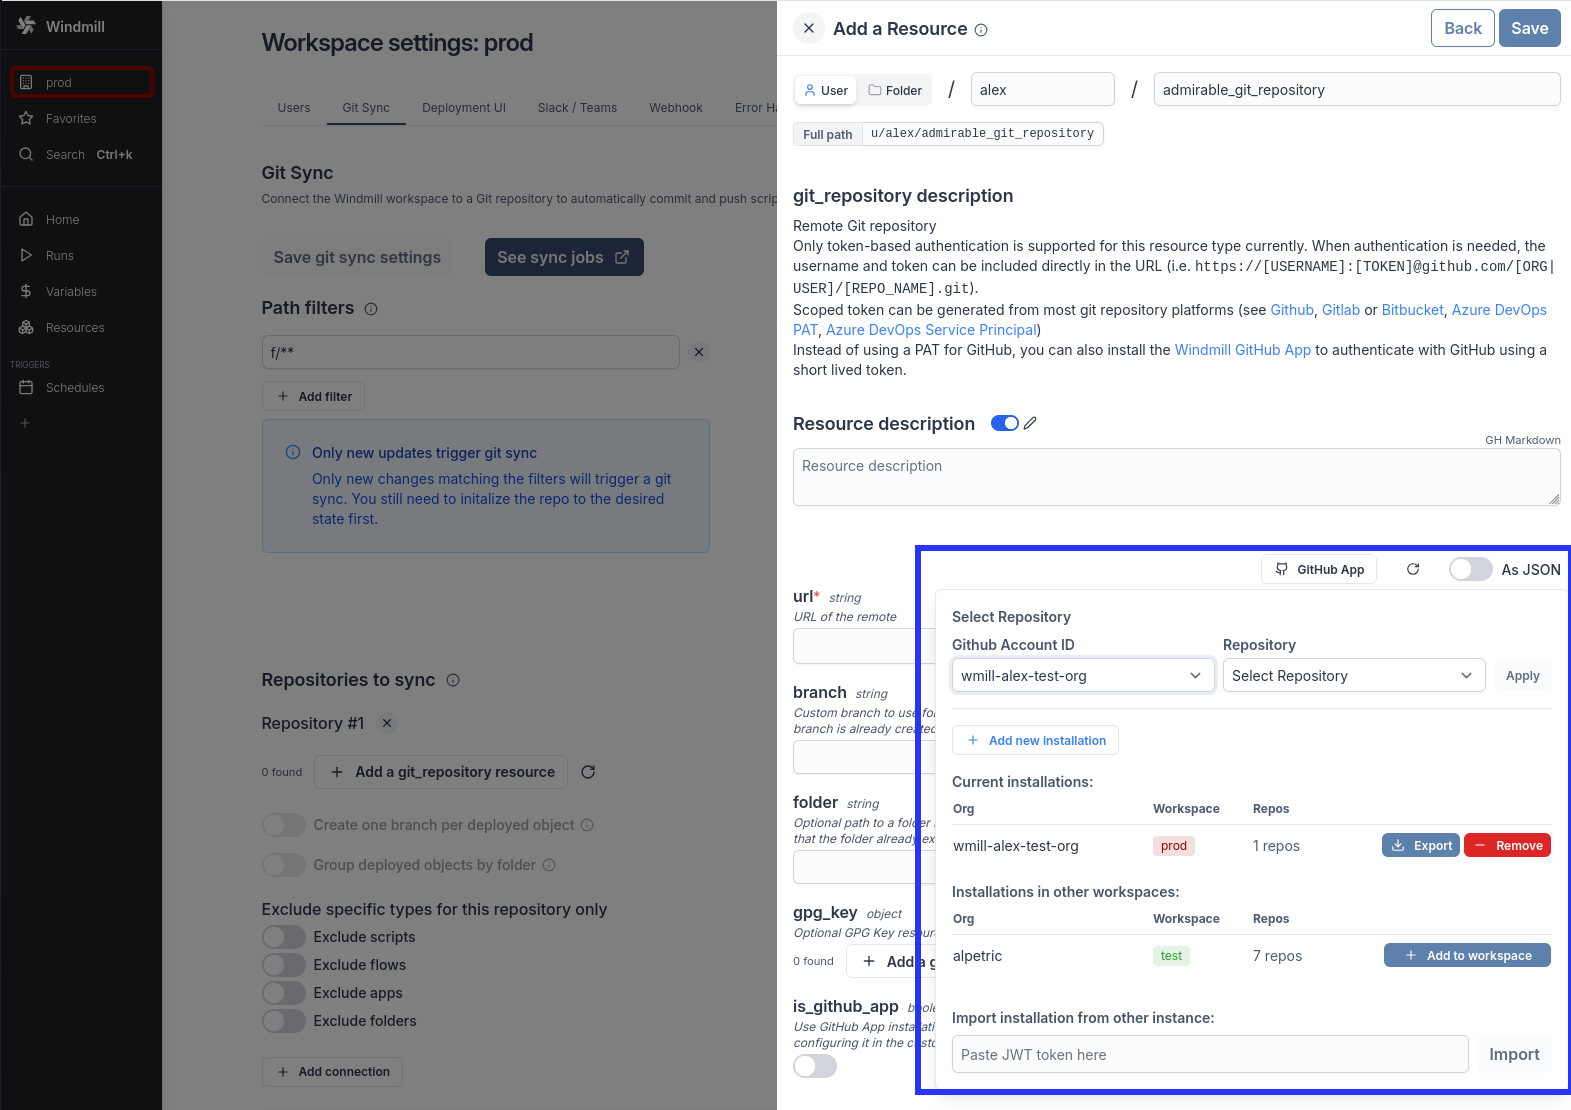 Windmill
prod
Favorites
Search Ctrl+k
Home
Runs
Variables
Resources
TRIGGERS
Schedules
Workspace settings: prod
Users Git Sync Deployment UI Slack / Teams Webhook Error Ha
Git Sync
Connect the Windmill workspace to a Git repository to automatically commit and push scrip
Save git sync settings See sync jobs
Path filters
f/**
Add filter
Only new updates trigger git sync
Only new changes matching the filters will trigger a git
sync. You still need to initalize the repo to the desired
state first.
Repositories to sync
Repository #1
0 found Add a git_repository resource
Create one branch per deployed object
Group deployed objects by folder
Exclude specific types for this repository only
Exclude scripts
Exclude flows
Exclude apps
Exclude folders
Add connection
Add a Resource
Back Save
User Folder / alex / admirable_git_repository
Full path u/alex/admirable_git_repository
git_repository description
Remote Git repository
Only token-based authentication is supported for this resource type currently. When authentication is needed, the
username and token can be included directly in the URL (i.e. https://[USERNAME]:[TOKEN]@github.com/[ORG|
USER]/[REPO_NAME].git).
Scoped token can be generated from most git repository platforms (see Github, Gitlab or Bitbucket, Azure DevOps
PAT, Azure DevOps Service Principal)
Instead of using a PAT for GitHub, you can also install the Windmill GitHub App to authenticate with GitHub using a
short lived token.
Resource description
GH Markdown
Resource description
GitHub App As JSON
url* string
URL of the remote
branch string
Custom branch to use fo
branch is already created
folder string
Optional path to a folder
that the folder already ex
gpg_key object
Optional GPG Key resour
0 found Add a g
is_github_app boole
Use GitHub App installati
configuring it in the custo
Select Repository
Github Account ID Repository
wmill-alex-test-org Select Repository Apply
Add new installation
Current installations:
Org Workspace Repos
wmill-alex-test-org prod 1 repos Export Remove
Installations in other workspaces:
Org Workspace Repos
alpetric test 7 repos Add to workspace
Import installation from other instance:
Paste JWT token here Import